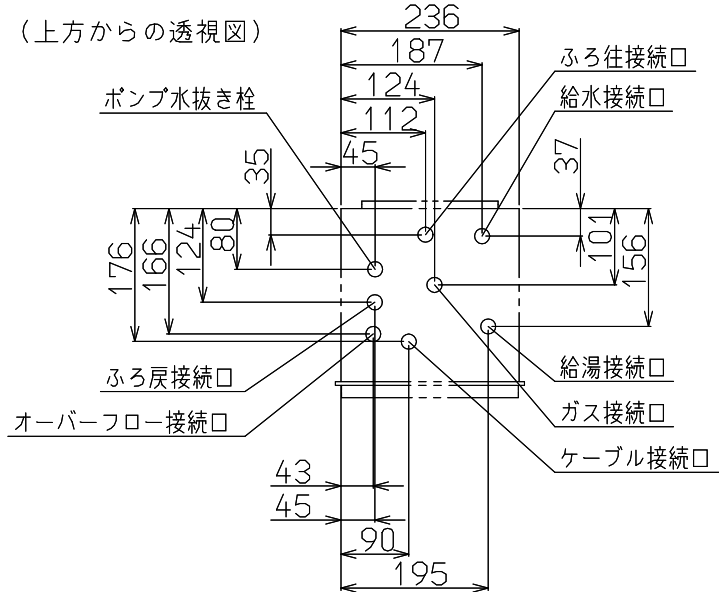 （上方からの透視図）
236
187
ふろ往接続口
124
給水接続口
ポンプ水抜き栓
112
45
35
37
80
124
166
176
101
156
ふろ戻接続口
給湯接続口
オーバーフロー接続口
ガス接続口
ケーブル接続口
43
45
90
195